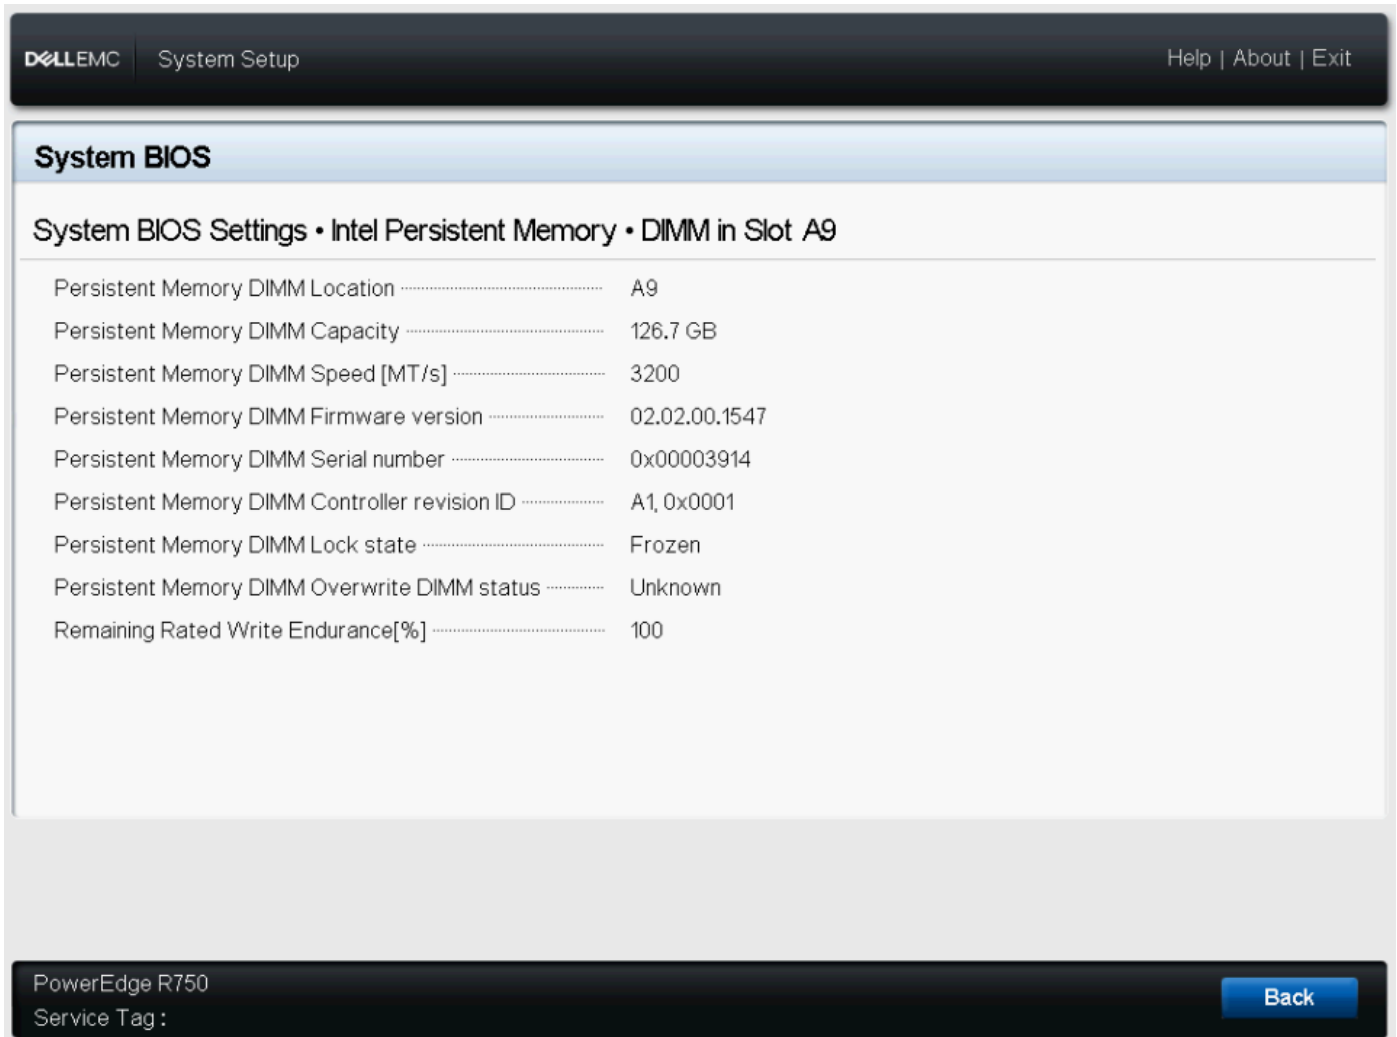 DELLEMC System Setup Help | About | Exit
System BIOS
System BIOS Settings • Intel Persistent Memory • DIMM in Slot A9
Persistent Memory DIMM Location A9
Persistent Memory DIMM Capacity 126.7 GB
Persistent Memory DIMM Speed [MT/s] 3200
Persistent Memory DIMM Firmware version 02.02.00.1547
Persistent Memory DIMM Serial number 0x00003914
Persistent Memory DIMM Controller revision ID A1, 0x0001
Persistent Memory DIMM Lock state Frozen
Persistent Memory DIMM Overwrite DIMM status Unknown
Remaining Rated Write Endurance[%] 100
PowerEdge R750
Service Tag :
Back